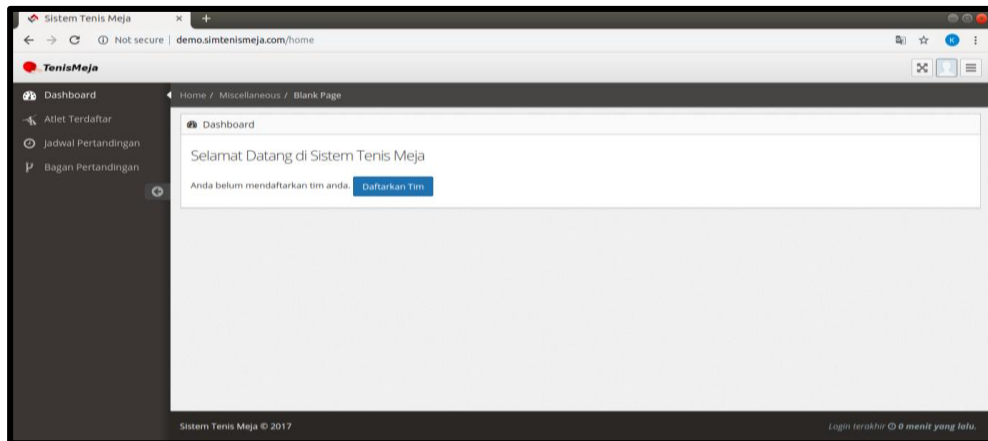 Sistem Tenis Meja
Not secure | demo.simtenismeja.com/home
K
TenisMeja
Dashboard
Home / Miscellaneous / Blank Page
Atlet Terdaftar
Jadwal Pertandingan
Bagan Pertandingan
Dashboard
Selamat Datang di Sistem Tenis Meja
Anda belum mendaftarkan tim anda. Daftarkan Tim
Sistem Tenis Meja © 2017
Login terakhir 0 menit yang lalu.